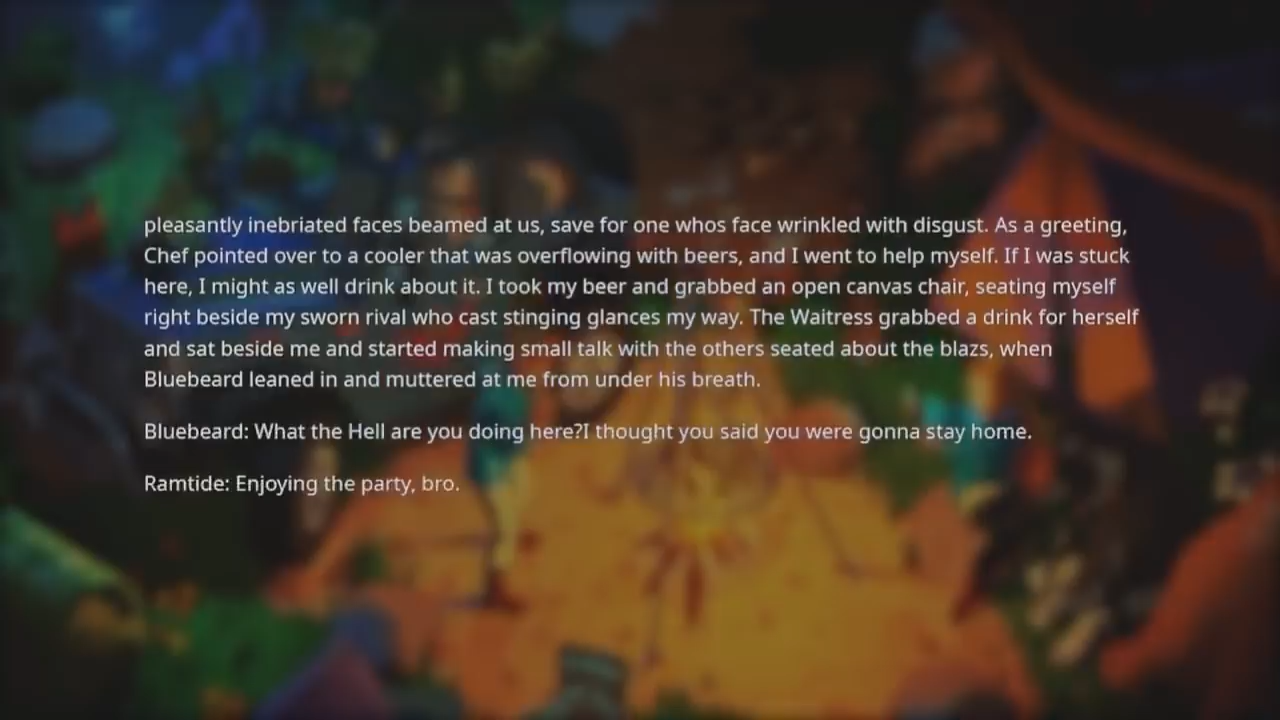 pleasantly inebriated faces beamed at us, save for one whos face wrinkled with disgust. As a greeting,
Chef pointed over to a cooler that was overflowing with beers, and I went to help myself. If I was stuck
here, I might as well drink about it. I took my beer and grabbed an open canvas chair, seating myself
right beside my sworn rival who cast stinging glances my way. The Waitress grabbed a drink for herself
and sat beside me and started making small talk with the others seated about the blazs, when
Bluebeard leaned in and muttered at me from under his breath.
Bluebeard: What the Hell are you doing here?I thought you said you were gonna stay home.
Ramtide: Enjoying the party, bro.